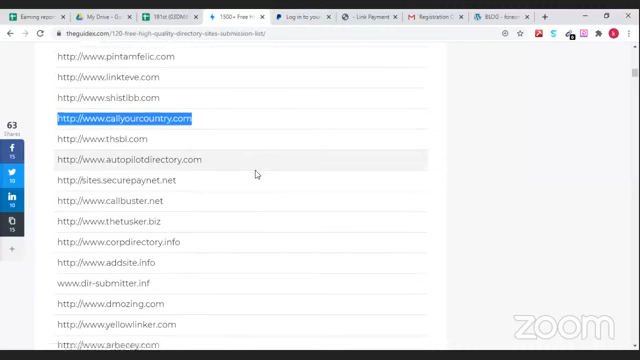 Earning repor
My Drive - G
181st (03DM)
1500+ Free H
Log in to your
- Link Payment
Registration C
BLOG - forexn
theguidex.com/120-free-high-quality-directory-sites-submission-list/
http://www.pintamfelic.com
http://www.linkteve.com
http://www.shistlbb.com
http://www.callyourcountry.com
http://www.thsbl.com
http://www.autopilotdirectory.com
http://sites.securepaynet.net
http://www.callbuster.net
http://www.thetusker.biz
http://www.corpdirectory.info
http://www.addsite.info
www.dir-submitter.inf
http://www.dmozing.com
http://www.yellowlinker.com
http://www.arbecey.com
63
Shares
15
10
10
15
zoom